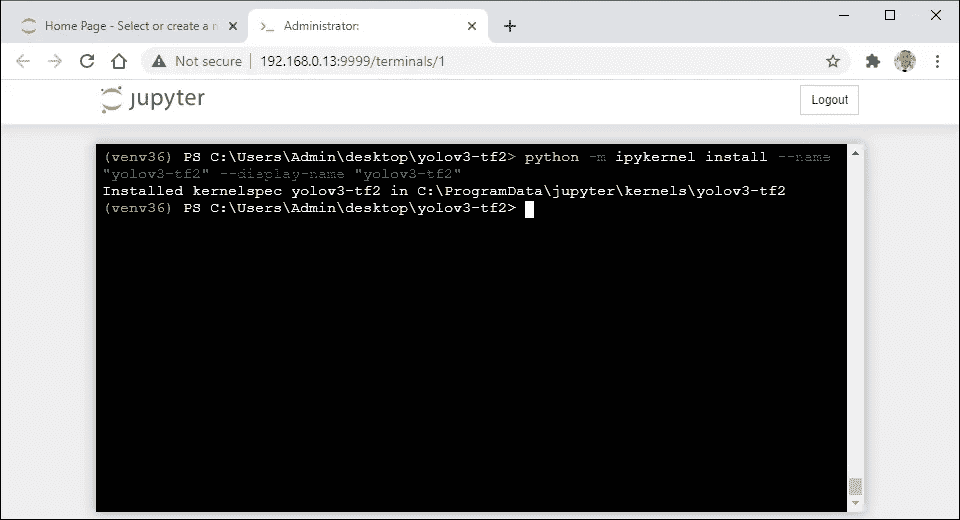 Home Page - Select or create a n
Administrator:
Not secure | 192.168.0.13:9999/terminals/1
jupyter
Logout
(venv36) PS C:\Users\Admin\desktop\yolov3-tf2> python -m ipykernel install --name
"yolov3-tf2" --display-name "yolov3-tf2"
Installed kernelspec yolov3-tf2 in C:\ProgramData\jupyter\kernels\yolov3-tf2
(venv36) PS C:\Users\Admin\desktop\yolov3-tf2>